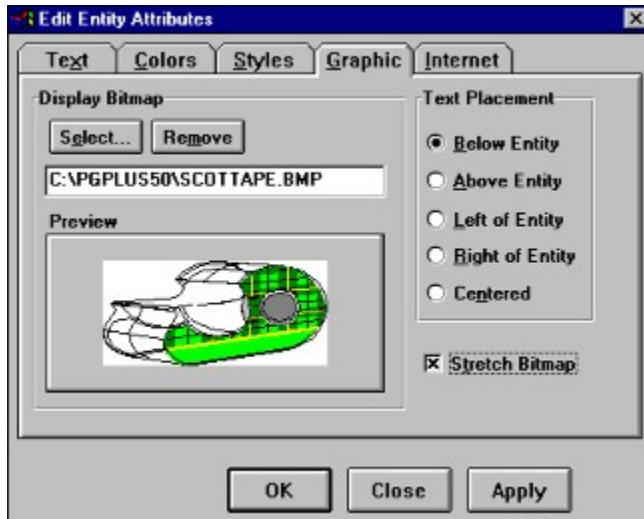 Edit Entity Attributes
Text Colors Styles Graphic Internet
Display Bitmap
Select... Remove
C:\PGPLUS50\SCOTTAPE.BMP
Preview
Text Placement
Below Entity
Above Entity
Left of Entity
Right of Entity
Centered
Stretch Bitmap
OK Close Apply